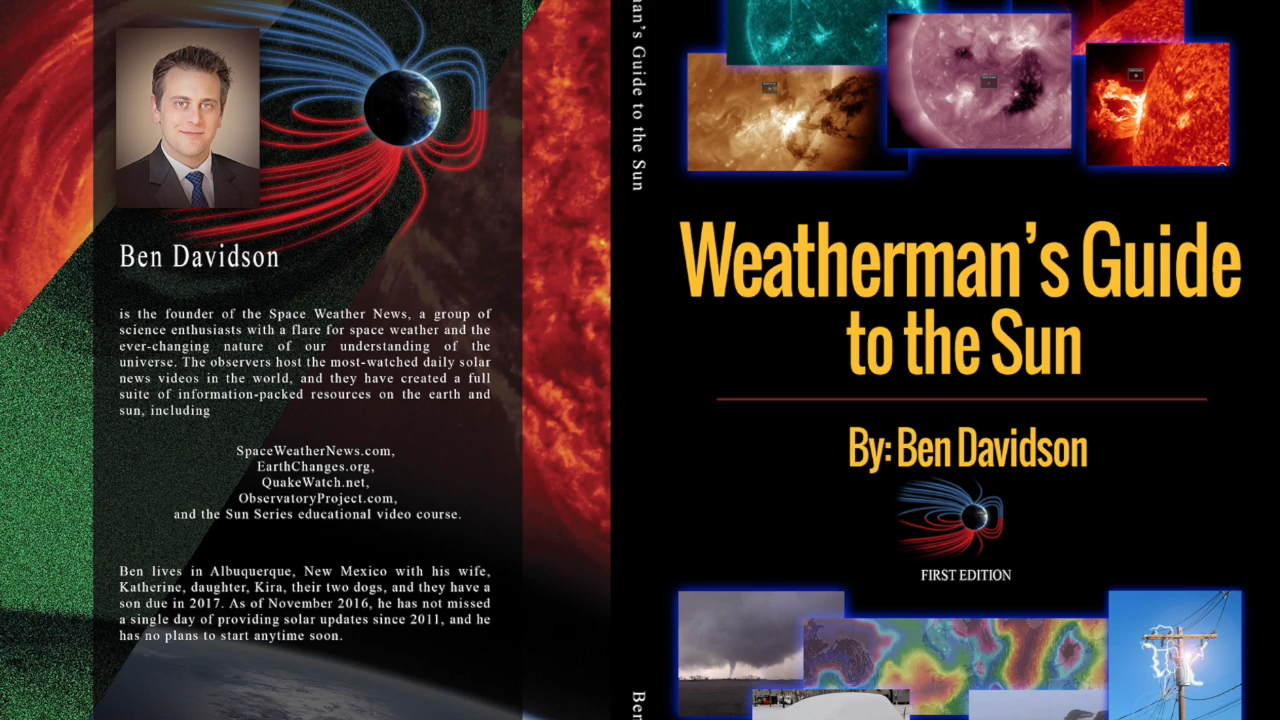 Ben Davidson
is the founder of the Space Weather News, a group of
science enthusiasts with a flare for space weather and the
ever-changing nature of our understanding of the
universe. The observers host the most-watched daily solar
news videos in the world, and they have created a full
suite of information-packed resources on the earth and
sun, including
SpaceWeatherNews.com,
EarthChanges.org,
QuakeWatch.net,
ObservatoryProject.com,
and the Sun Series educational video course.
Ben lives in Albuquerque, New Mexico with his wife,
Katherine, daughter, Kira, their two dogs, and they have a
son due in 2017. As of November 2016, he has not missed
a single day of providing solar updates since 2011, and he
has no plans to start anytime soon.
man's Guide to the Sun
Ben
Weatherman's Guide
to the Sun
By: Ben Davidson
FIRST EDITION